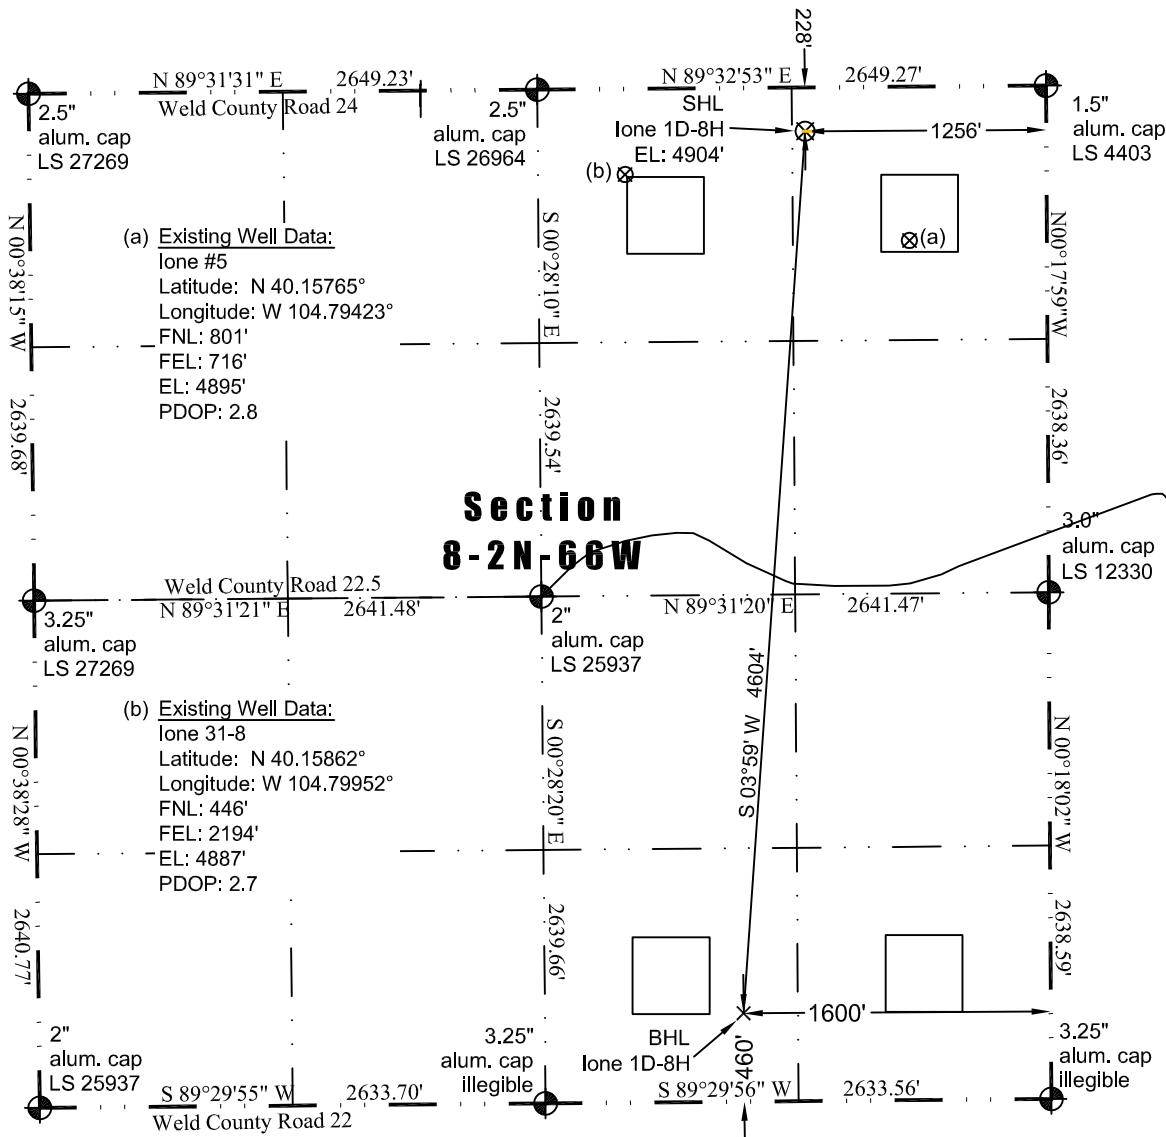 228'
N 89°31'31" E
2649.23'
N 89°32'53" E
2649.27'
Weld County Road 24
2.5"
alum. cap
LS 27269
2.5"
alum. cap
LS 26964
SHL
Ione 1D-8H
EL: 4904'
1256'
1.5"
alum. cap
LS 4403
(b)
(a)
(a) Existing Well Data:
Ione #5
Latitude: N 40.15765°
Longitude: W 104.79423°
FNL: 801'
FEL: 716'
EL: 4895'
PDOP: 2.8
N 00°38'15" W
2639.68'
S 00°28'10" E
2639.54'
N00°17'59"W
2638.36'
Section
8-2N-66W
3.0"
alum. cap
LS 12330
Weld County Road 22.5
N 89°31'21" E
2641.48'
N 89°31'20" E
2641.47'
3.25"
alum. cap
LS 27269
2"
alum. cap
LS 25937
S 03°59' W 4604'
(b) Existing Well Data:
Ione 31-8
Latitude: N 40.15862°
Longitude: W 104.79952°
FNL: 446'
FEL: 2194'
EL: 4887'
PDOP: 2.7
N 00°38'28" W
2640.77'
S 00°28'20" E
2639.66'
N 00°18'02" W
2638.59'
1600'
BHL
Ione 1D-8H
460'
2"
alum. cap
LS 25937
3.25"
alum. cap
illegible
3.25"
alum. cap
illegible
S 89°29'55" W
2633.70'
S 89°29'56" W
2633.56'
Weld County Road 22